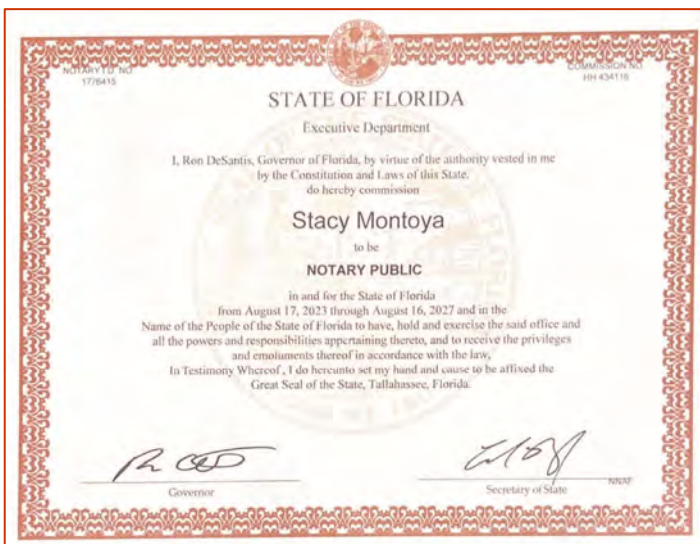 NOTARY I.D. NO
1776415
COMMISSION NO.
HH 434116
STATE OF FLORIDA
Executive Department
I, Ron DeSantis, Governor of Florida, by virtue of the authority vested in me
by the Constitution and Laws of this State,
do hereby commission
Stacy Montoya
to be
NOTARY PUBLIC
in and for the State of Florida
from August 17, 2023 through August 16, 2027 and in the
Name of the People of the State of Florida to have, hold and exercise the said office and
all the powers and responsibilities appertaining thereto, and to receive the privileges
and emoluments thereof in accordance with the law,
In Testimony Whereof, I do hereunto set my hand and cause to be affixed the
Great Seal of the State, Tallahassee, Florida.
Governor
Secretary of State
NNAF